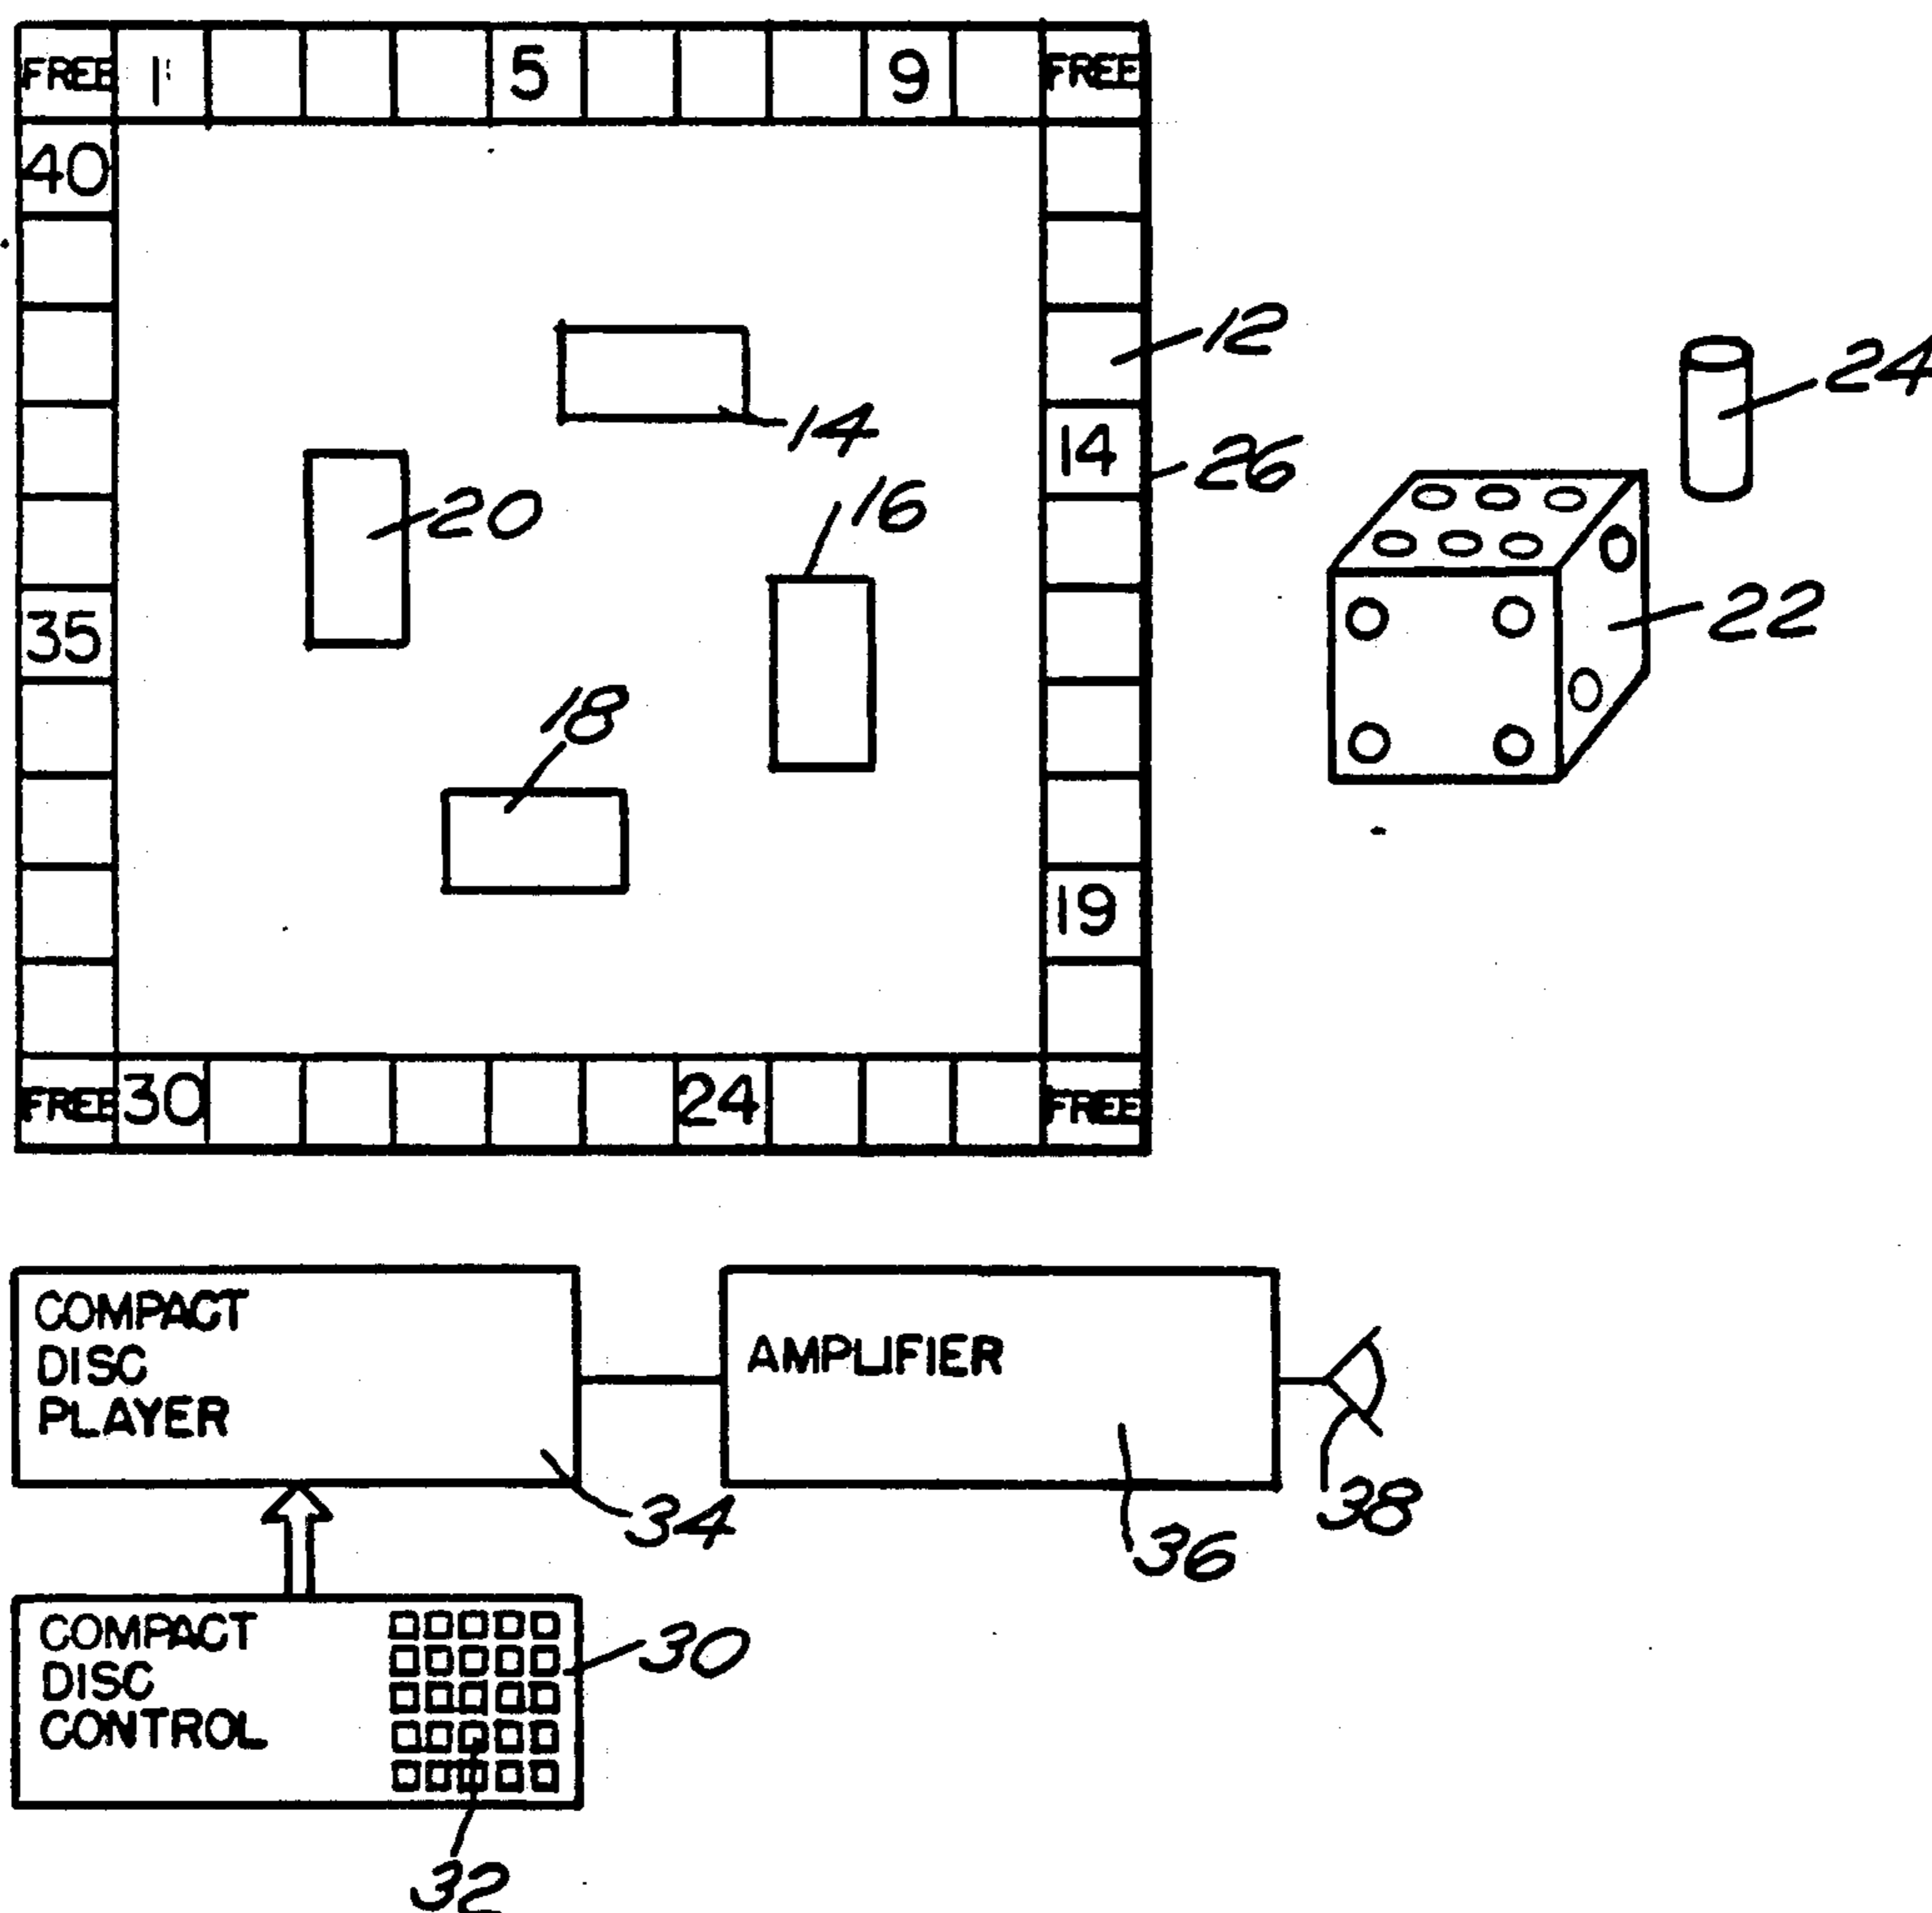 FREE 1 5 9 FREE
40
12
24
14
14
26
20
16
22
35
18
19
FREE 30 24 FREE
COMPACT
DISC
PLAYER
AMPLIFIER
34
36
38
COMPACT
DISC
CONTROL
30
32